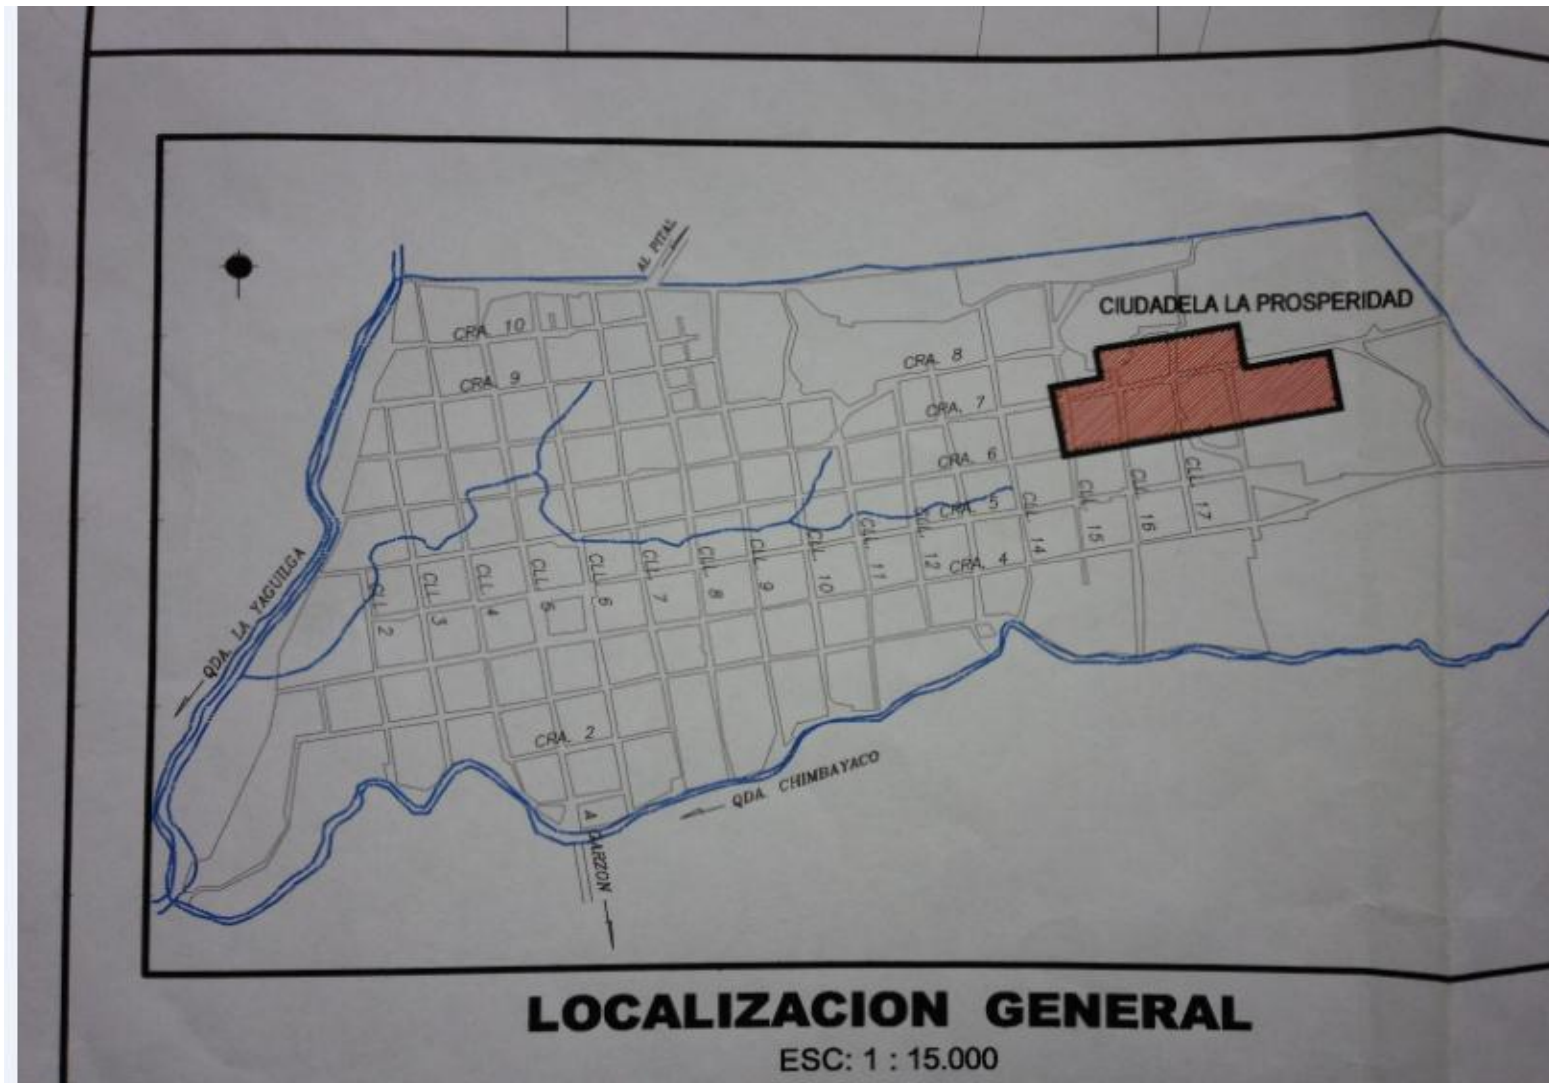 AL PITAL
CIUDADELA LA PROSPERIDAD
CRA. 10
CRA. 9
CRA. 8
CRA. 7
CRA. 6
CRA. 5
CRA. 4
CLL 2
CLL 3
CLL 4
CLL 5
CLL 6
CLL 7
CLL 8
CLL 9
CLL 10
CLL 11
CLL 12
CLL 14
CLL 15
CLL 16
CLL 17
QDA. LA YAGUILGA
CRA. 2
QDA. CHIMBAYACO
A GARZON
LOCALIZACION GENERAL
ESC: 1 : 15.000